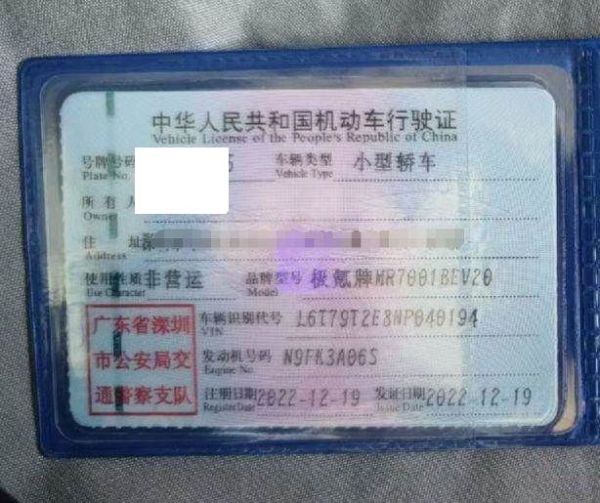 中华人民共和国机动车行驶证
Vehicle License of the People's Republic of China
号牌号码 5 车辆类型 小型轿车
Plate No. Vehicle Type
所有人
Owner
住 址
Address
使用性质 非营运 品牌型号 极氪牌MR7001BEV20
Use Character Model
广东省深圳
市公安局交
通警察支队
车辆识别代号 L6T79T2E8NP040194
VIN
发动机号码 N9FK3A06S
Engine No.
注册日期 2022-12-19 发证日期 2022-12-19
Register Date Issue Date